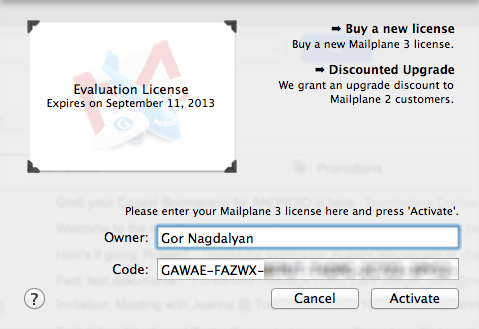 ➡ Buy a new license
Buy a new Mailplane 3 license.
➡ Discounted Upgrade
We grant an upgrade discount to
Mailplane 2 customers.
Evaluation License
Expires on September 11, 2013
Promotions
Please enter your Mailplane 3 license here and press 'Activate'.
Owner: Gor Nagdalyan
Code: GAWAE-FAZWX-
? Cancel Activate